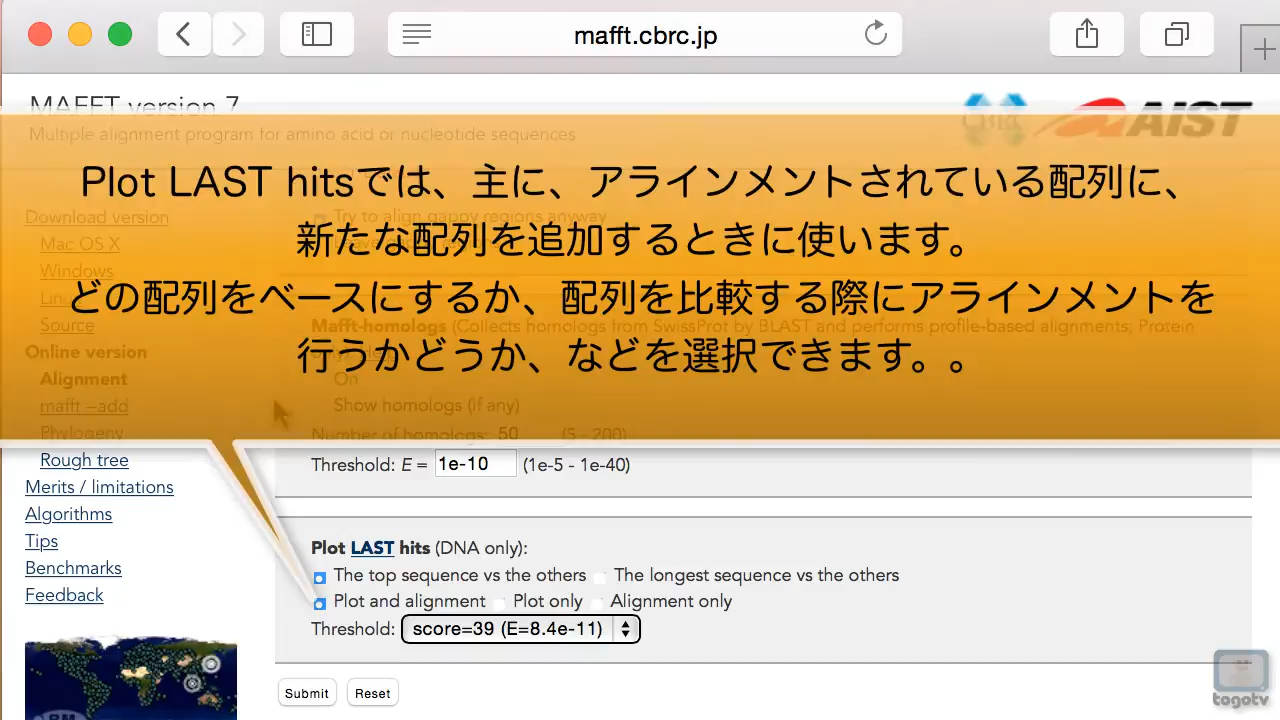 mafft.cbrc.jp
MAFFT version 7
AIST
Multiple alignment program for amino acid or nucleotide sequences
Plot LAST hitsでは、主に、アラインメントされている配列に、
新たな配列を追加するときに使います。
どの配列をベースにするか、配列を比較する際にアラインメントを
行うかどうか、などを選択できます。。
Download version
Mac OS X
Windows
Source
Online version
Alignment
mafft –add
Phylogeny
Rough tree
Merits / limitations
Algorithms
Tips
Benchmarks
Feedback
Try to align gappy regions anyway
Mafft-homologs (Collects homologs from SwissProt by BLAST and performs profile-based alignments; Protein
On
Show homologs (if any)
Number of homologs: 50 (5 - 200)
Threshold: E = 1e-10 (1e-5 - 1e-40)
Plot LAST hits (DNA only):
The top sequence vs the others The longest sequence vs the others
Plot and alignment Plot only Alignment only
Threshold: score=39 (E=8.4e-11)
Submit Reset
togotv